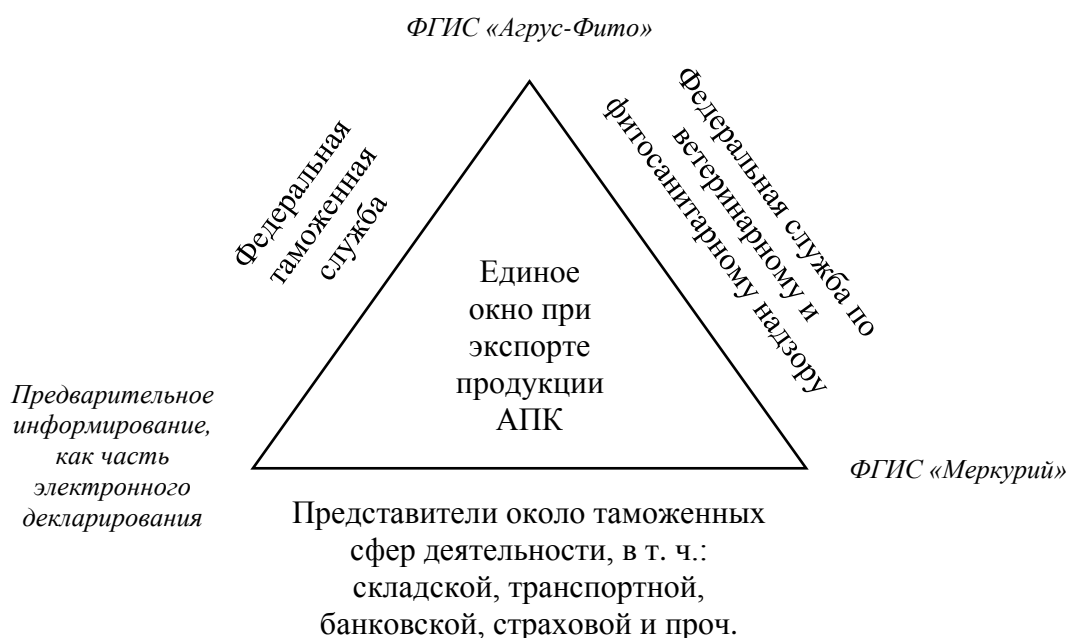 ФГИС «Агрус-Фито»
Федеральная
таможенная
служба
Федеральная служба по
ветеринарному и
фитосанитарному надзору
Единое
окно при
экспорте
продукции
АПК
Предварительное
информирование,
как часть
электронного
декларирования
ФГИС «Меркурий»
Представители около таможенных
сфер деятельности, в т. ч.:
складской, транспортной,
банковской, страховой и проч.